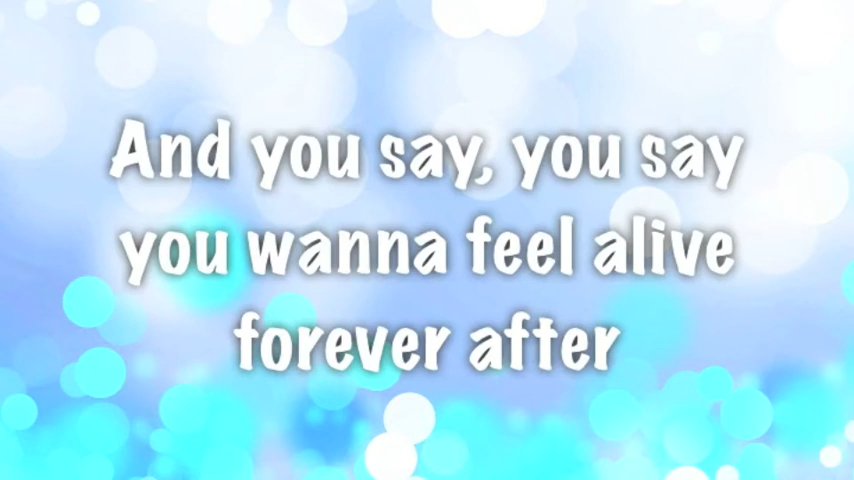 And you say, you say
you wanna feel alive
forever after